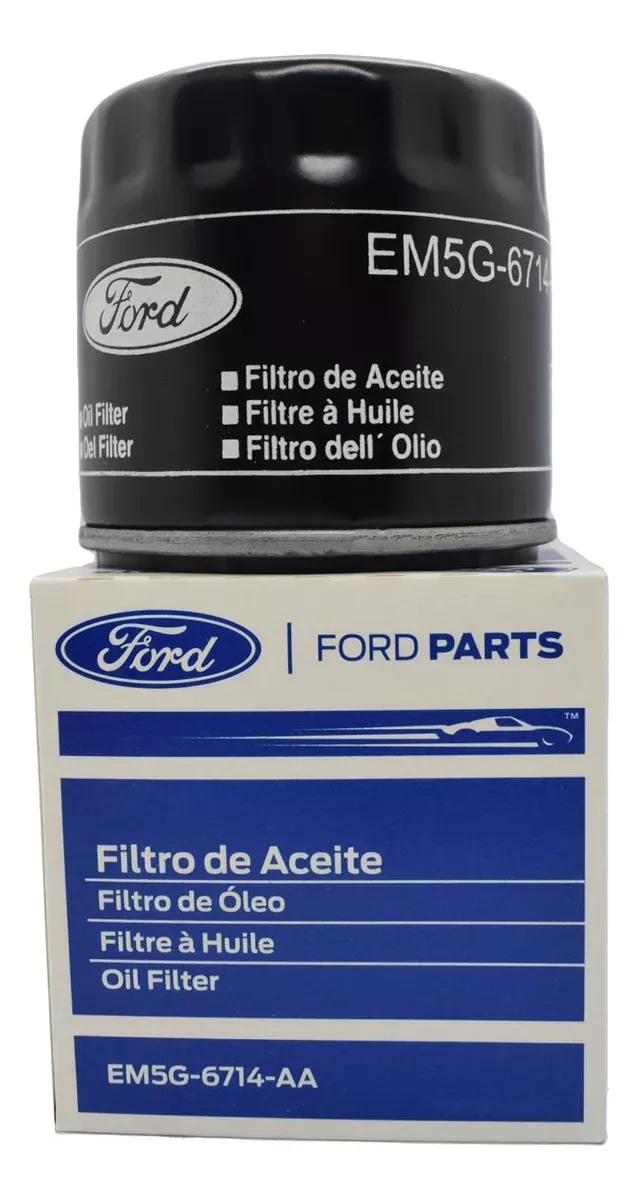 EM5G-6714
Ford
Filtro de Aceite
Oil Filter
Filtre à Huile
Oel Filter
Filtro dell´ Olio
Ford | FORD PARTS
TM
Filtro de Aceite
Filtro de Óleo
Filtre à Huile
Oil Filter
EM5G-6714-AA